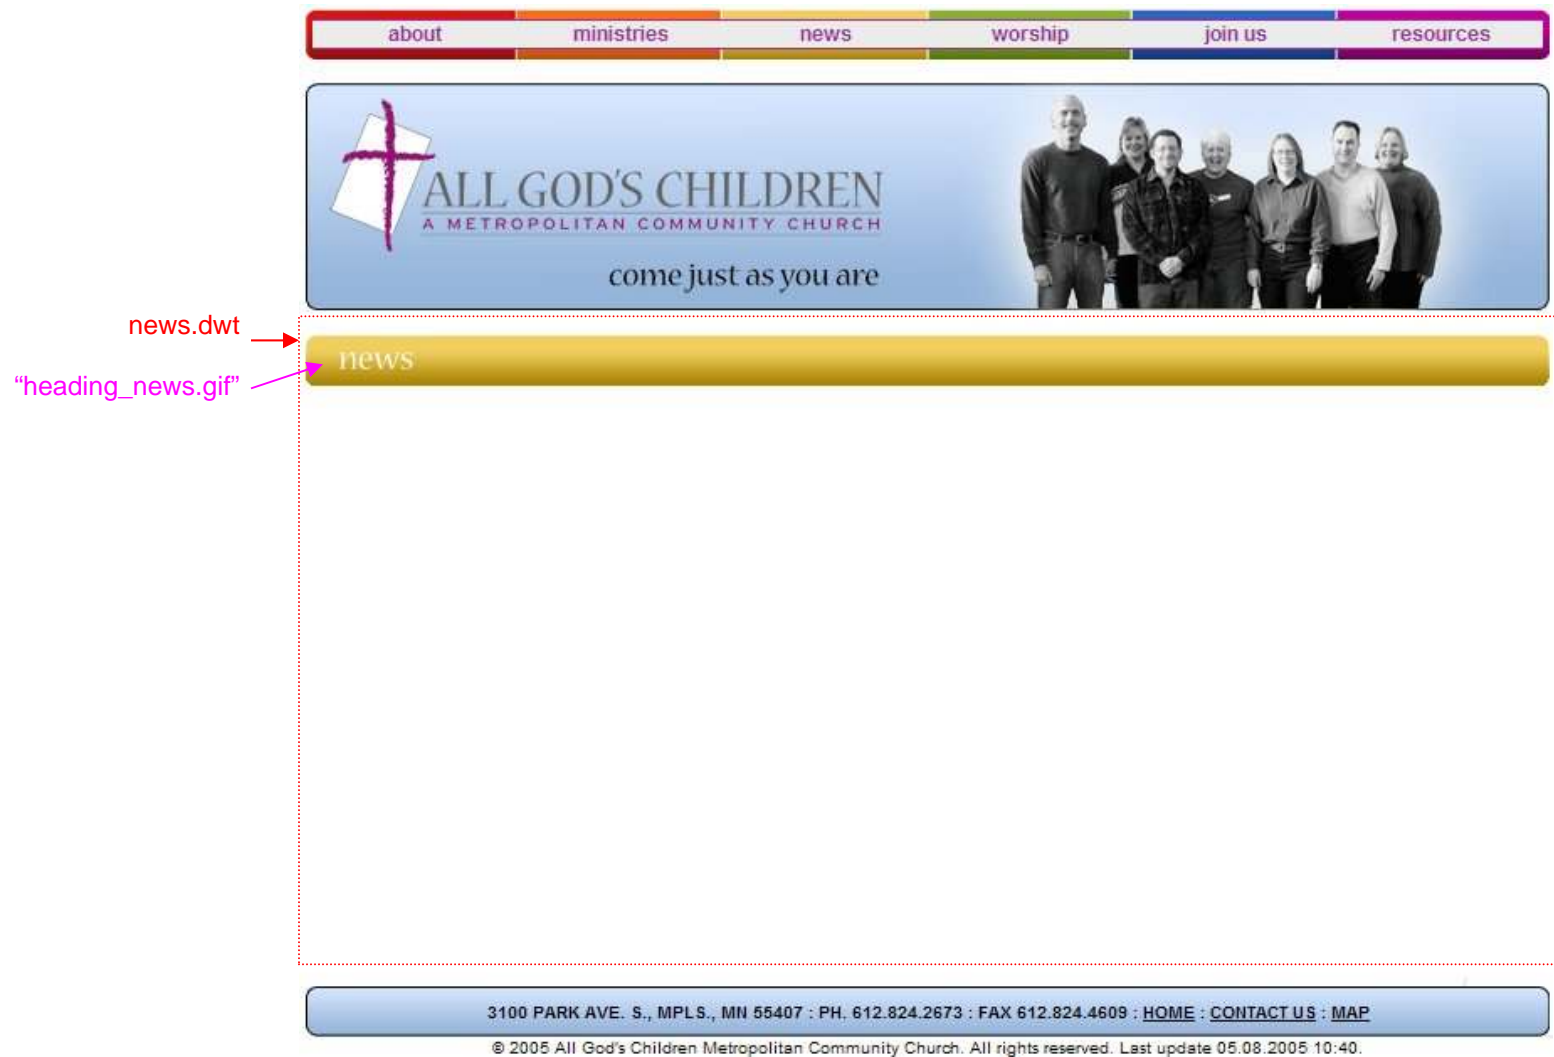 about ministries news worship join us resources
ALL GOD'S CHILDREN
A METROPOLITAN COMMUNITY CHURCH
come just as you are
news.dwt
news
“heading_news.gif”
3100 PARK AVE. S., MPLS., MN 55407 : PH. 612.824.2673 : FAX 612.824.4609 : HOME : CONTACT US : MAP
© 2005 All God's Children Metropolitan Community Church. All rights reserved. Last update 05.08.2005 10:40.